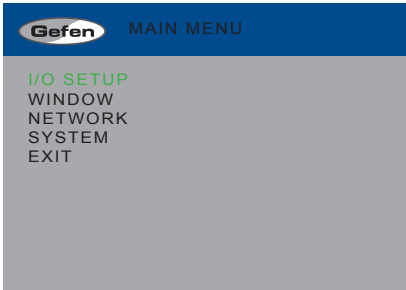 Gefen MAIN MENU
I/O SETUP
WINDOW
NETWORK
SYSTEM
EXIT